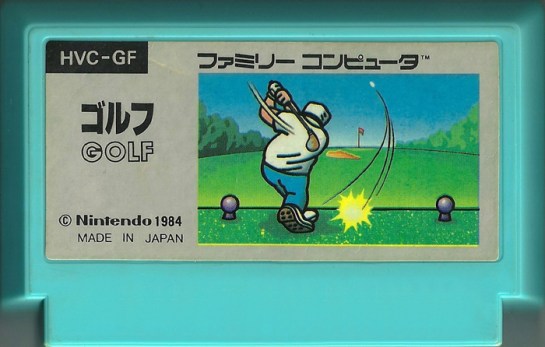 HVC-GF
ファミリー コンピュータ™
ゴルフ
GOLF
© Nintendo 1984
MADE IN JAPAN